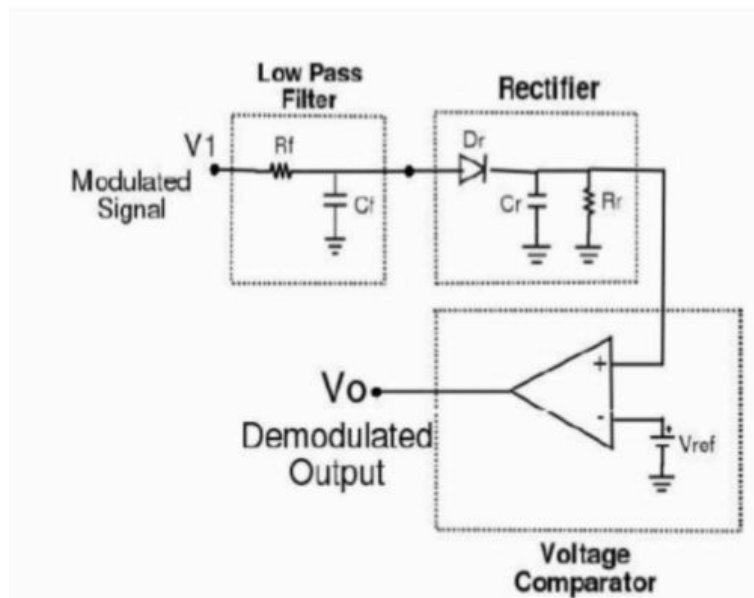 Low Pass
Filter
Rectifier
V1
Modulated
Signal
Rf
Cf
Dr
Cr
Rr
+
-
Vref
Vo
Demodulated
Output
Voltage
Comparator